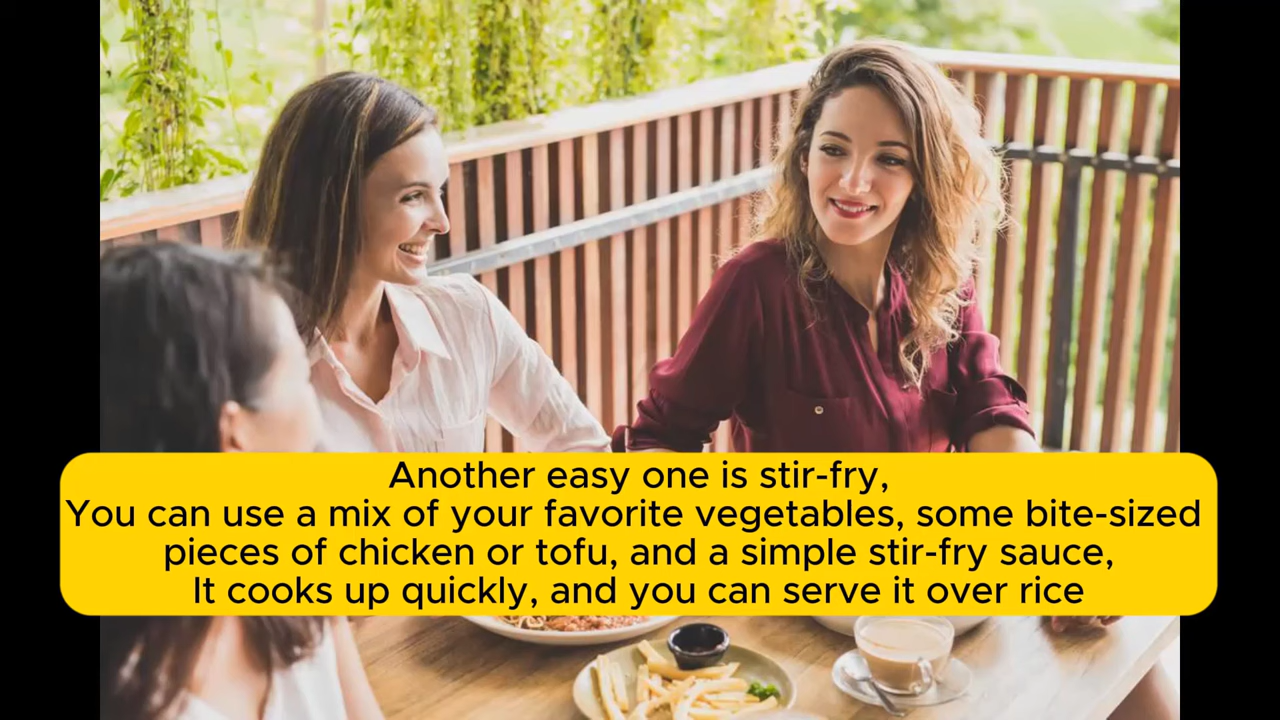 Another easy one is stir-fry,
You can use a mix of your favorite vegetables, some bite-sized
pieces of chicken or tofu, and a simple stir-fry sauce,
It cooks up quickly, and you can serve it over rice